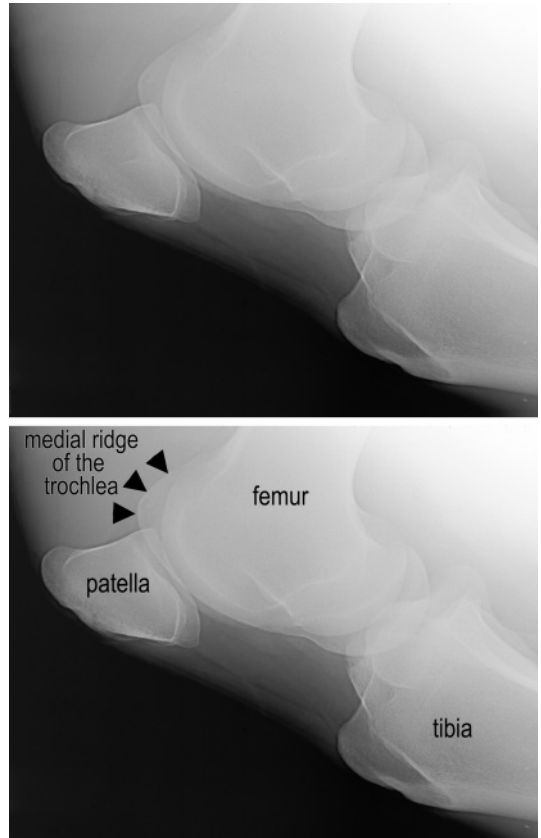 medial ridge
of the
trochlea
femur
patella
tibia